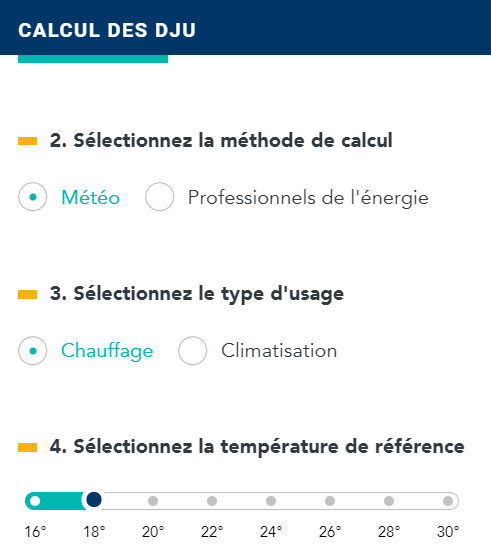 CALCUL DES DJU
2. Sélectionnez la méthode de calcul
Météo Professionnels de l'énergie
3. Sélectionnez le type d'usage
Chauffage Climatisation
4. Sélectionnez la température de référence
16° 18° 20° 22° 24° 26° 28° 30°